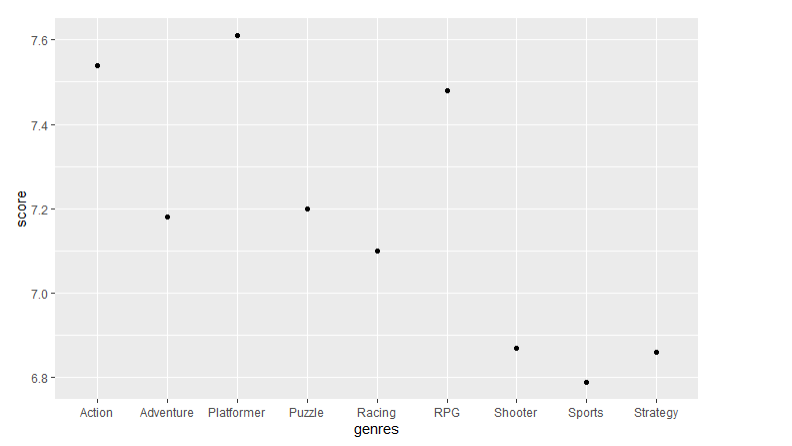 7.6
7.4
7.2
7.0
6.8
score
Action Adventure Platformer Puzzle Racing RPG Shooter Sports Strategy
genres